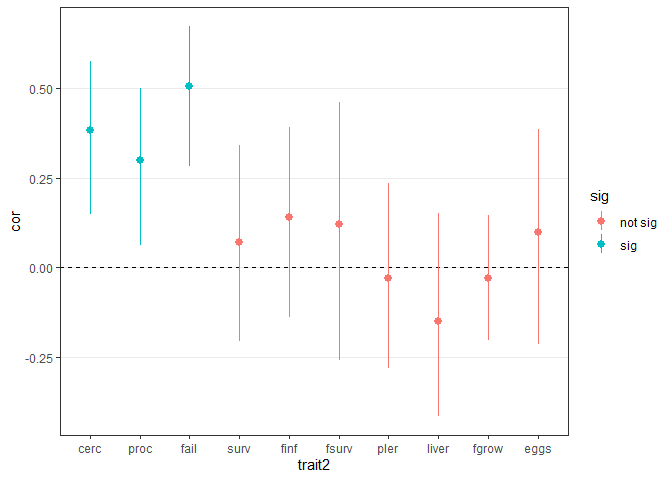 0.50
0.25
0.00
-0.25
cor
cerc proc fail surv finf fsurv pler liver fgrow eggs
trait2
sig
not sig
sig